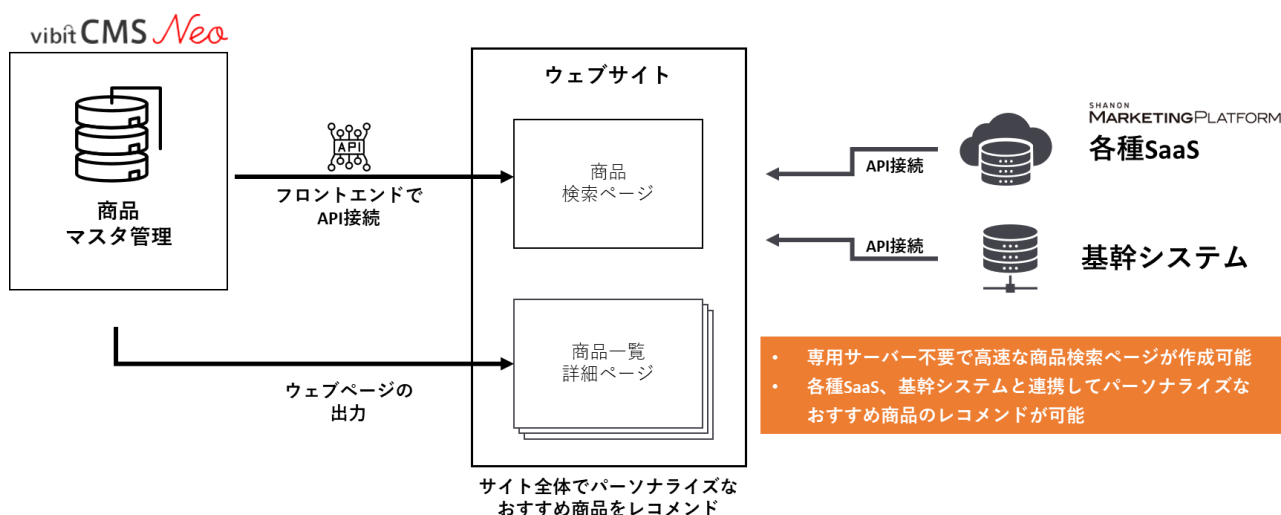 vibit CMS Neo
商品
マスタ管理
API
フロントエンドで
API接続
ウェブページの
出力
ウェブサイト
商品
検索ページ
商品一覧
詳細ページ
サイト全体でパーソナライズな
おすすめ商品をレコメンド
API接続
SHANON
MARKETINGPLATFORM
各種SaaS
API接続
基幹システム
• 専用サーバー不要で高速な商品検索ページが作成可能
• 各種SaaS、基幹システムと連携してパーソナライズな
おすすめ商品のレコメンドが可能